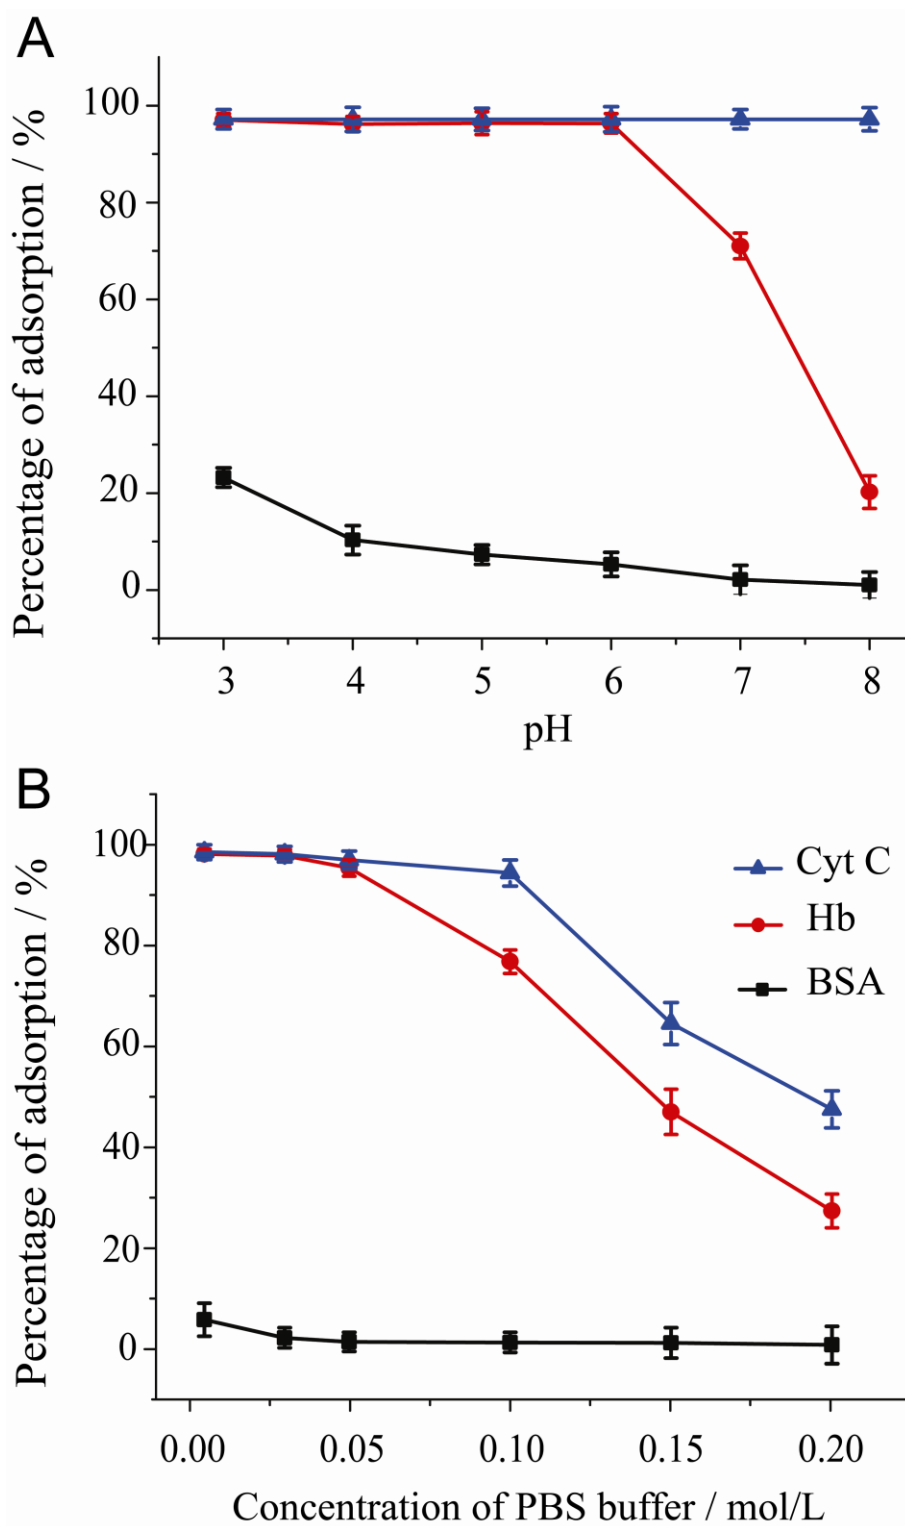 A
Percentage of adsorption / %
100
80
60
40
20
0
3 4 5 6 7 8
pH
B
Percentage of adsorption / %
100
80
60
40
20
0
Cyt C
Hb
BSA
0.00 0.05 0.10 0.15 0.20
Concentration of PBS buffer / mol/L